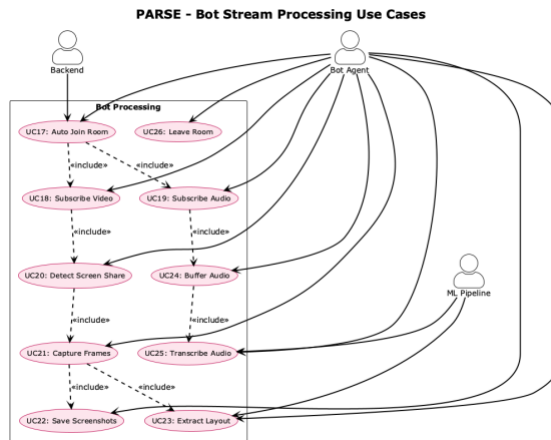 PARSE - Bot Stream Processing Use Cases
Backend
Bot Agent
Bot Processing
UC17: Auto Join Room
UC26: Leave Room
«include»
«include»
UC18: Subscribe Video
UC19: Subscribe Audio
«include»
«include»
UC20: Detect Screen Share
UC24: Buffer Audio
ML Pipeline
«include»
«include»
UC21: Capture Frames
UC25: Transcribe Audio
«include»
«include»
UC22: Save Screenshots
UC23: Extract Layout